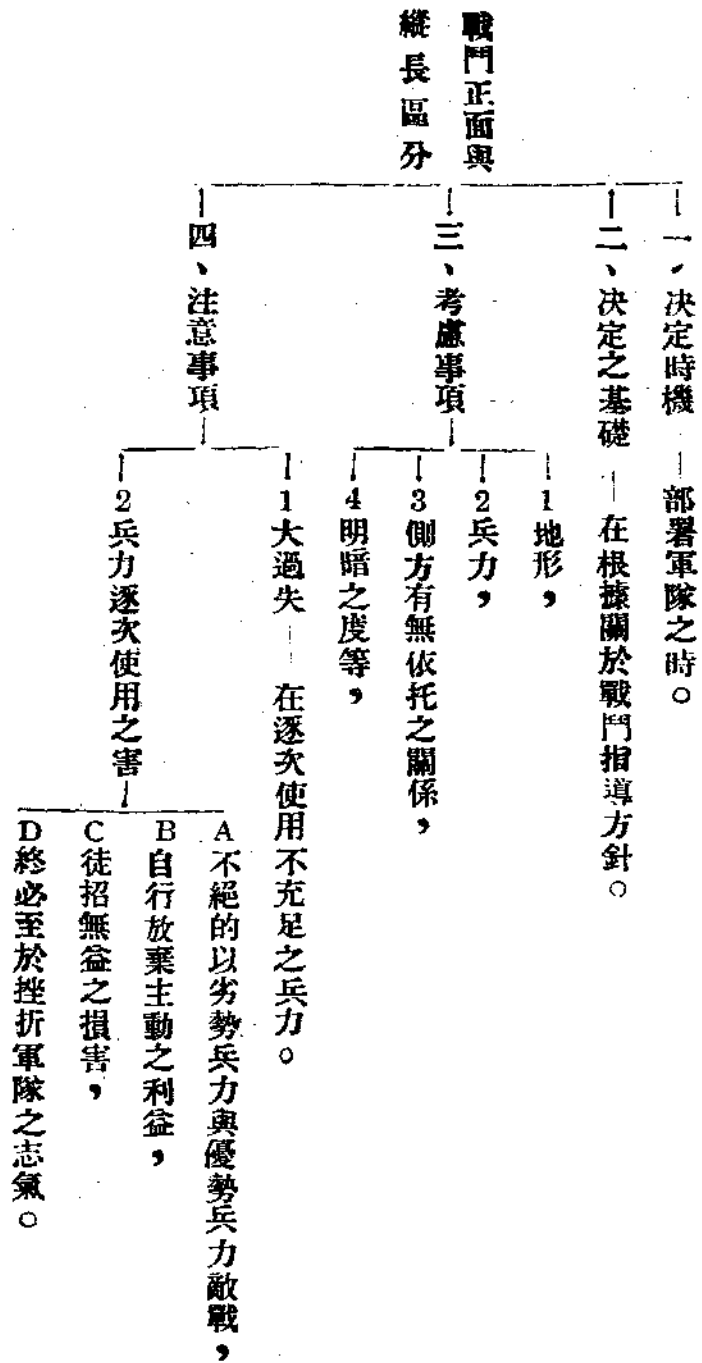 戰鬥正面與
縱長區分
一、決定時機—部署軍隊之時。
二、決定之基礎—在根據關於戰鬥指導方針。
三、考慮事項
1地形，
2兵力，
3側方有無依托之關係，
4明暗之度等，
四、注意事項
1大過失—在逐次使用不充足之兵力。
2兵力逐次使用之害
A不絕的以劣勢兵力與優勢兵力敵戰，
B自行放棄主動之利益，
C徒招無益之損害，
D終必至於挫折軍隊之志氣。